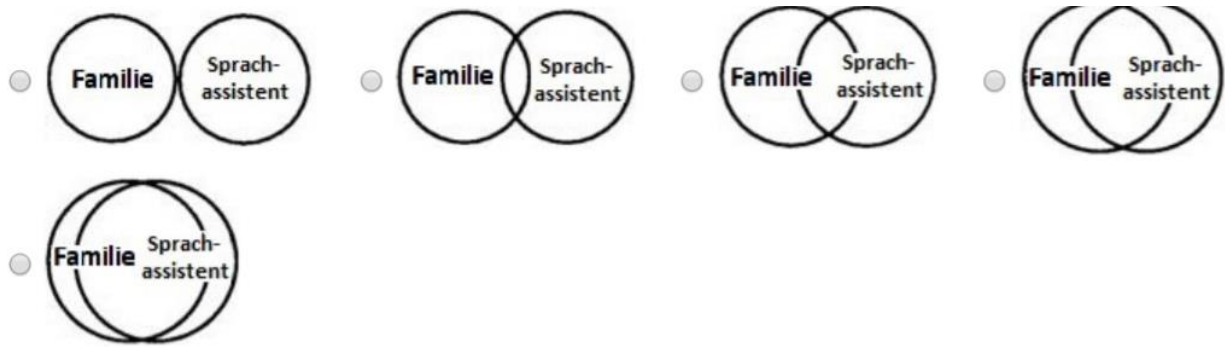 Familie
Sprach-
assistent
Familie
Sprach-
assistent
Familie
Sprach-
assistent
Familie
Sprach-
assistent
Familie
Sprach-
assistent